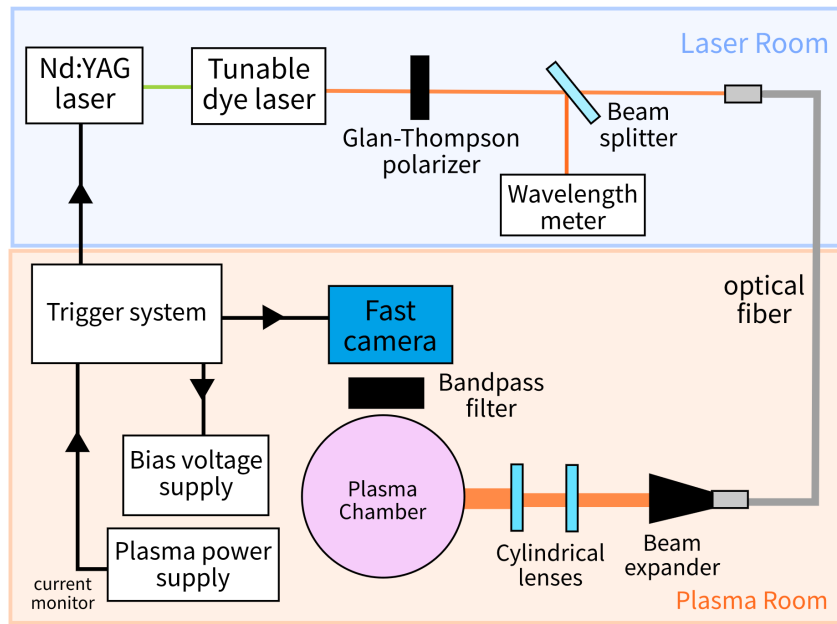 Laser Room
Nd:YAG
laser
Tunable
dye laser
Glan-Thompson
polarizer
Beam
splitter
Wavelength
meter
optical
fiber
Trigger system
Fast
camera
Bandpass
filter
Bias voltage
supply
Plasma
Chamber
Plasma power
supply
current
monitor
Cylindrical
lenses
Beam
expander
Plasma Room